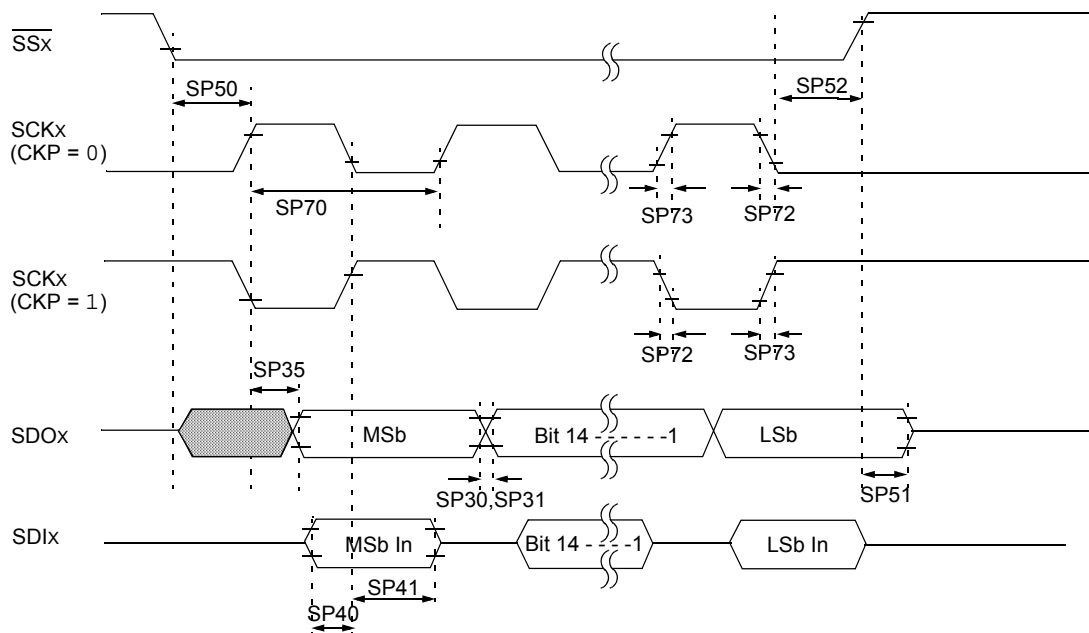 SSx
SP50
SP52
SCKx
(CKP = 0)
SP70
SP73
SP72
SCKx
(CKP = 1)
SP72
SP73
SP35
SDOx
MSb
Bit 14 - - - - - - -1
LSb
SP30,SP31
SP51
SDIx
MSb In
Bit 14 - - - - -1
LSb In
SP41
SP40